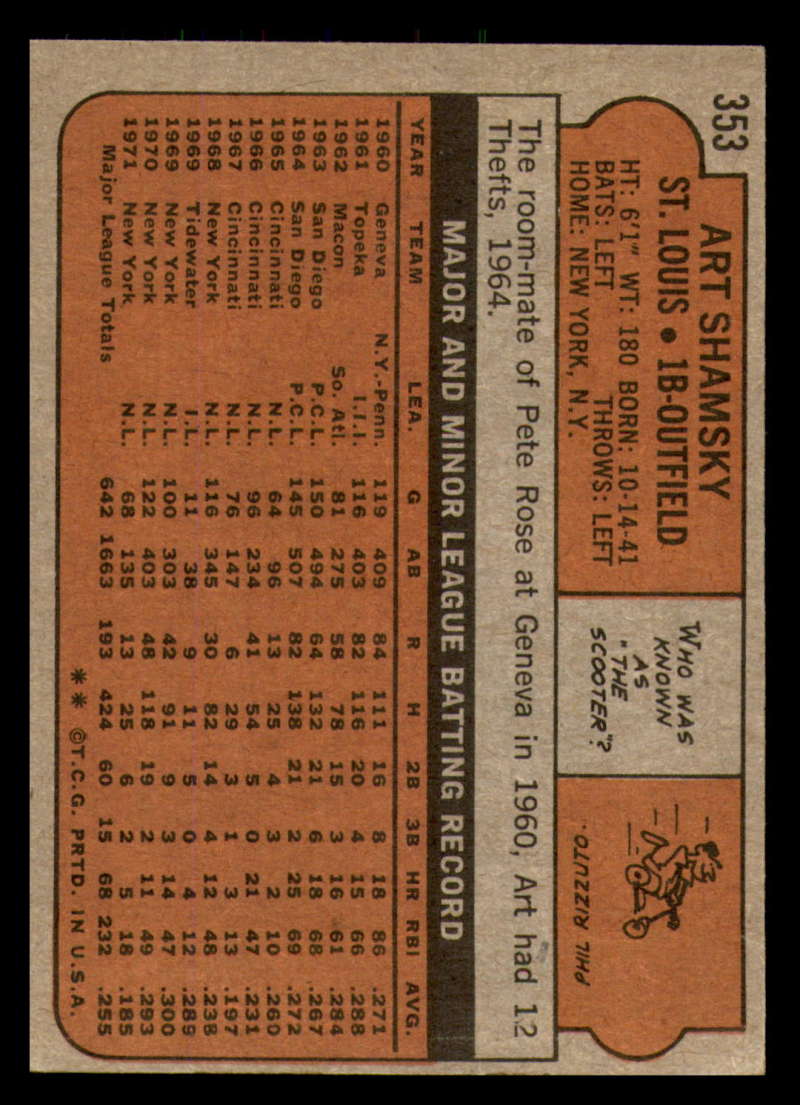 353
ART SHAMSKY
ST. LOUIS • 1B-OUTFIELD
HT: 6'1" WT: 180 BORN: 10-14-41
BATS: LEFT THROWS: LEFT
HOME: NEW YORK, N.Y.
WHO WAS
KNOWN
AS
"THE
SCOOTER"?
PHIL RIZZUTO.
The room-mate of Pete Rose at Geneva in 1960, Art had 12
Thefts, 1964.
MAJOR AND MINOR LEAGUE BATTING RECORD
YEAR TEAM LEA. G AB R H 2B 3B HR RBI AVG.
1960 Geneva N.Y.-Penn. 119 409 84 111 16 8 18 86 .271
1961 Topeka I.I.I. 116 403 82 116 20 4 15 66 .288
1962 Macon So. Atl. 81 275 58 78 15 3 16 61 .284
1963 San Diego P.C.L. 150 494 64 132 21 6 18 68 .267
1964 San Diego P.C.L. 145 507 82 138 21 2 25 69 .272
1965 Cincinnati N.L. 64 96 13 25 4 3 2 10 .260
1966 Cincinnati N.L. 96 234 41 54 5 0 21 47 .231
1967 Cincinnati N.L. 76 147 6 29 3 1 3 13 .197
1968 New York N.L. 116 345 30 82 14 4 12 48 .238
1969 Tidewater I.L. 11 38 9 11 5 0 4 12 .289
1969 New York N.L. 100 303 42 91 9 3 14 47 .300
1970 New York N.L. 122 403 48 118 19 2 11 49 .293
1971 New York N.L. 68 135 13 25 6 2 5 18 .185
Major League Totals 642 1663 193 424 60 15 68 232 .255
** ©T.C.G. PRTD. IN U.S.A.